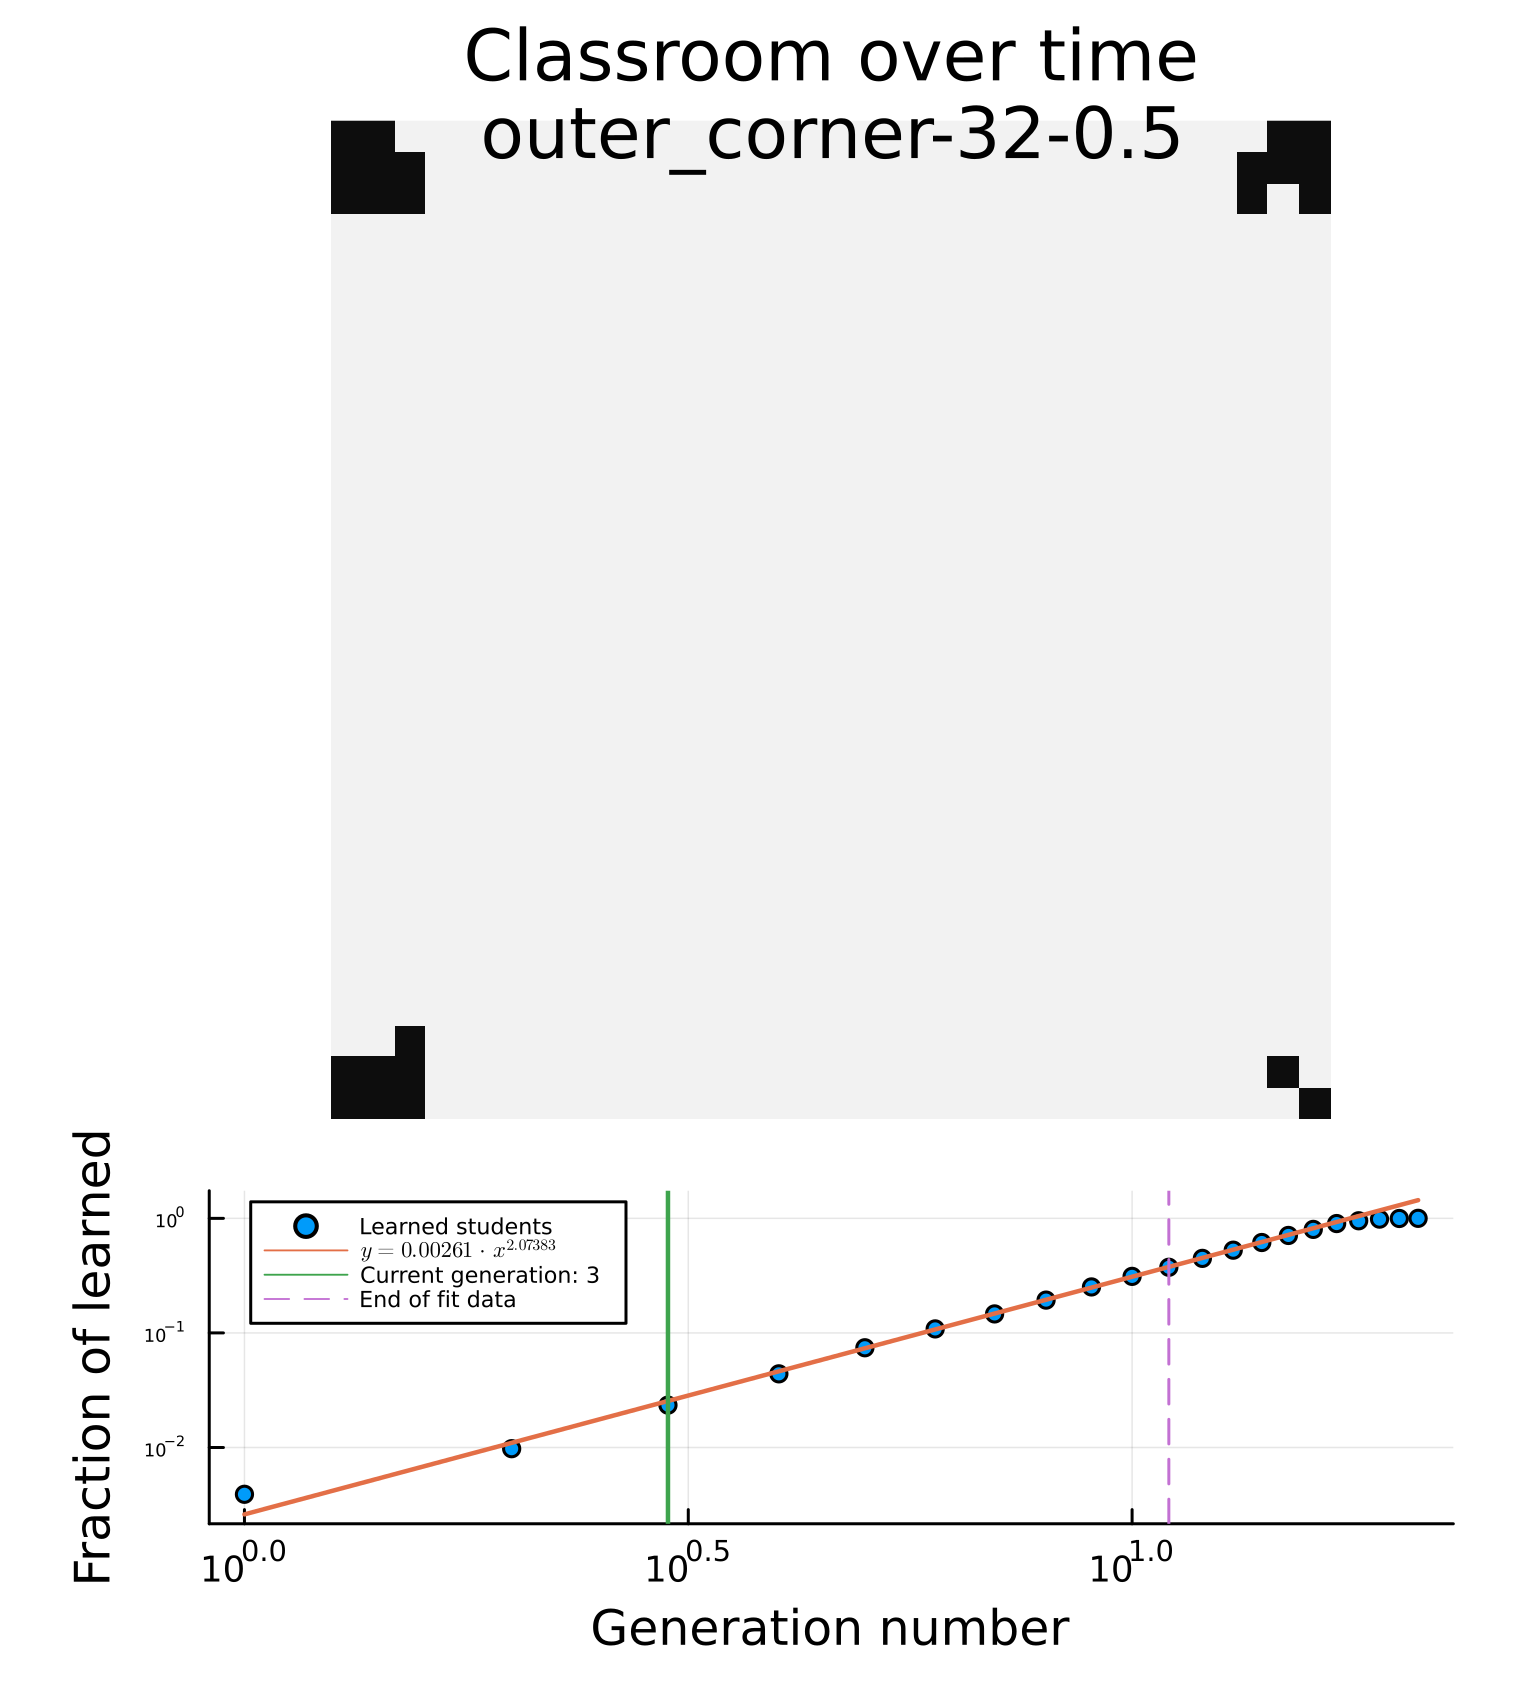 Classroom over time
outer_corner-32-0.5
Fraction of learned
10^0
10^−1
10^−2
Learned students
y = 0.00261 · x^2.07383
Current generation: 3
End of fit data
10^0.0
10^0.5
10^1.0
Generation number